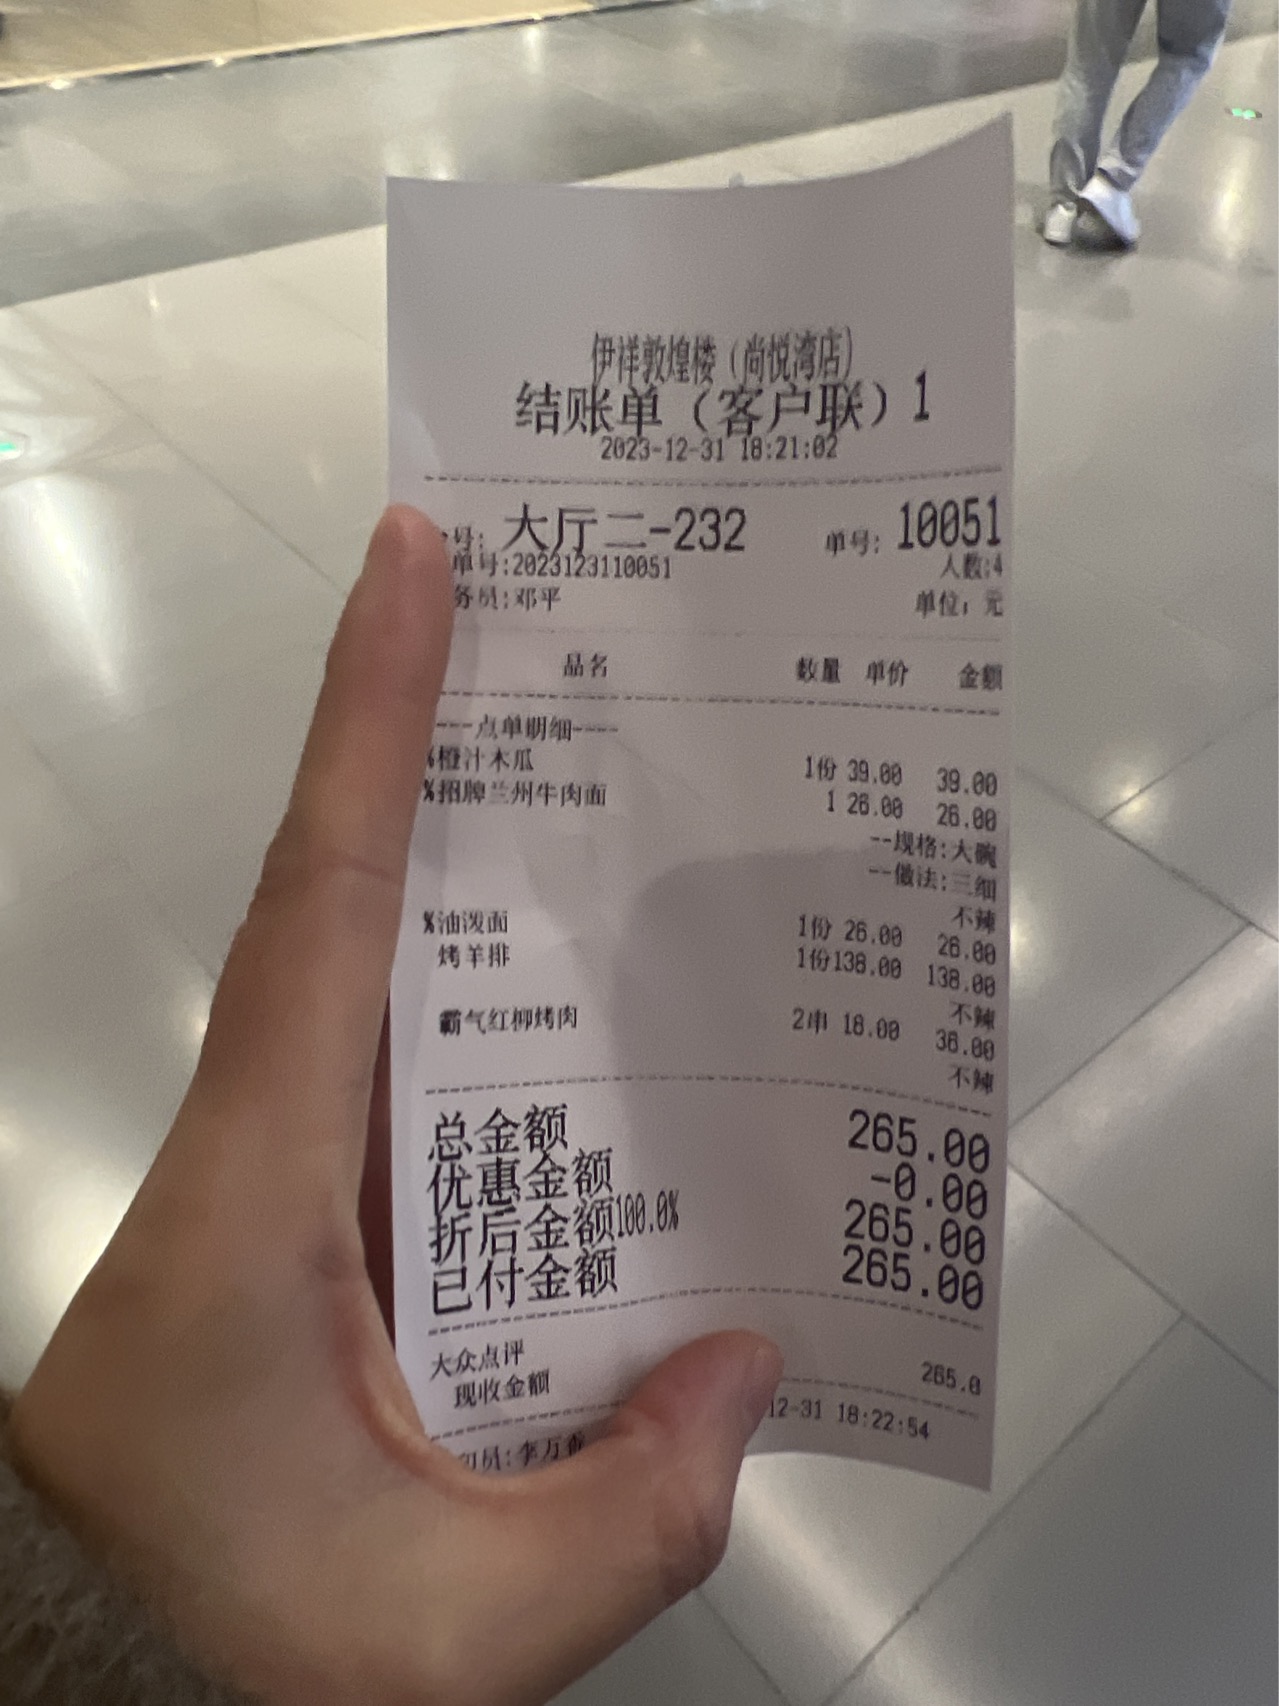 伊祥敦煌楼（尚悦湾店）
结账单（客户联）1
2023-12-31 18:21:02
号: 大厅二-232 单号: 10051
单号:2023123110051 人数:4
务员:邓平 单位: 元
品名 数量 单价 金额
----点单明细----
%橙汁木瓜 1份 39.00 39.00
%招牌兰州牛肉面 1 26.00 26.00
--规格:大碗
--做法:三细
不辣
%油泼面 1份 26.00 26.00
烤羊排 1份138.00 138.00
不辣
霸气红柳烤肉 2串 18.00 36.00
不辣
总金额 265.00
优惠金额 -0.00
折后金额100.0% 265.00
已付金额 265.00
大众点评 265.0
现收金额
员:李万 12-31 18:22:54